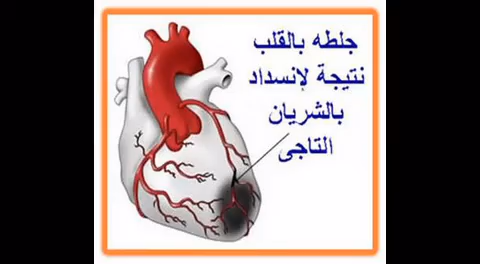 جلطه بالقلب
نتيجة لإنسداد
بالشريان
التاجى